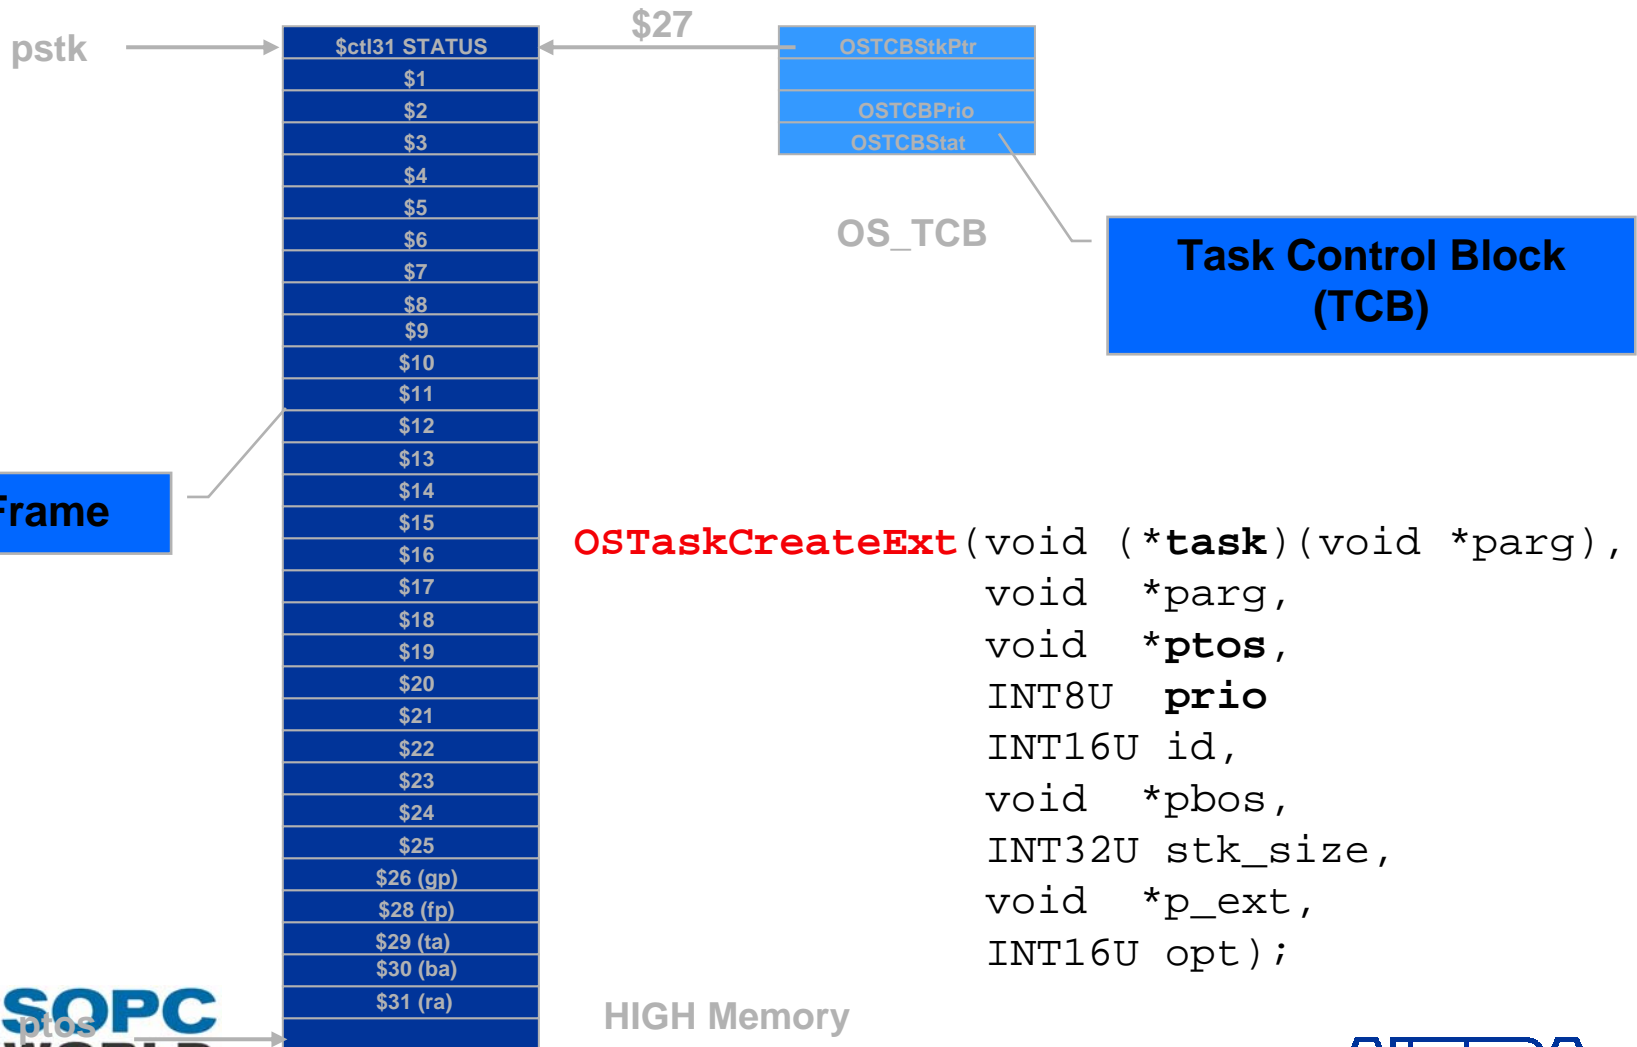 pstk
$27
$ctl31 STATUS
$1
$2
$3
$4
$5
$6
$7
$8
$9
$10
$11
$12
$13
$14
$15
$16
$17
$18
$19
$20
$21
$22
$23
$24
$25
$26 (gp)
$28 (fp)
$29 (ta)
$30 (ba)
$31 (ra)
OSTCBStkPtr
OSTCBPrio
OSTCBStat
OS_TCB
Task Control Block
(TCB)
Frame
OSTaskCreateExt(void (*task)(void *parg),
void *parg,
void *ptos,
INT8U prio
INT16U id,
void *pbos,
INT32U stk_size,
void *p_ext,
INT16U opt);
HIGH Memory
SOPC
ptos